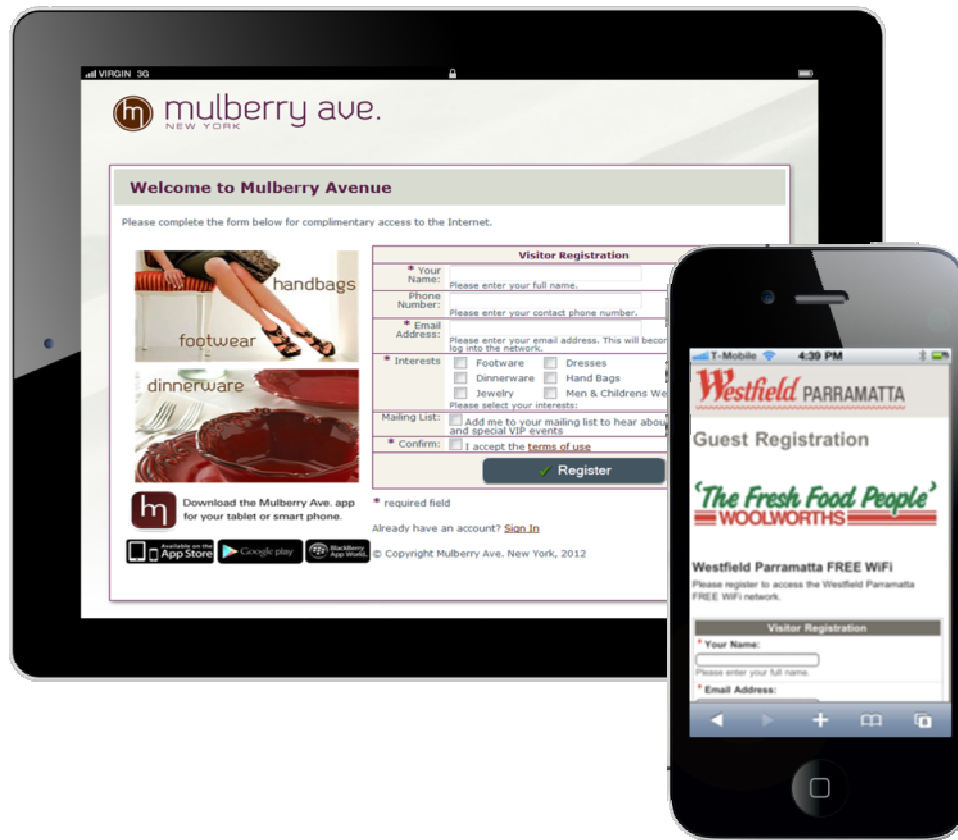 VIRGIN 3G
mulberry ave.
NEW YORK
Welcome to Mulberry Avenue
Please complete the form below for complimentary access to the Internet.
handbags
footwear
dinnerware
Download the Mulberry Ave. app
for your tablet or smart phone.
Available on the
App Store
Google play
BlackBerry
App World
Visitor Registration
* Your
Name:
Please enter your full name.
Phone
Number:
Please enter your contact phone number.
* Email
Address:
Please enter your email address. This will becor
log into the network.
* Interests
Footware
Dresses
Dinnerware
Hand Bags
Jewelry
Men & Childrens We
Please select your interests:
Mailing List:
Add me to your mailing list to hear abou
and special VIP events
* Confirm:
I accept the terms of use
Register
* required field
Already have an account? Sign In
© Copyright Mulberry Ave. New York, 2012
T-Mobile 4:39 PM
Westfield PARRAMATTA
Guest Registration
'The Fresh Food People'
WOOLWORTHS
Westfield Parramatta FREE WiFi
Please register to access the Westfield Parramatta
FREE WiFi network.
Visitor Registration
* Your Name:
Please enter your full name.
* Email Address: